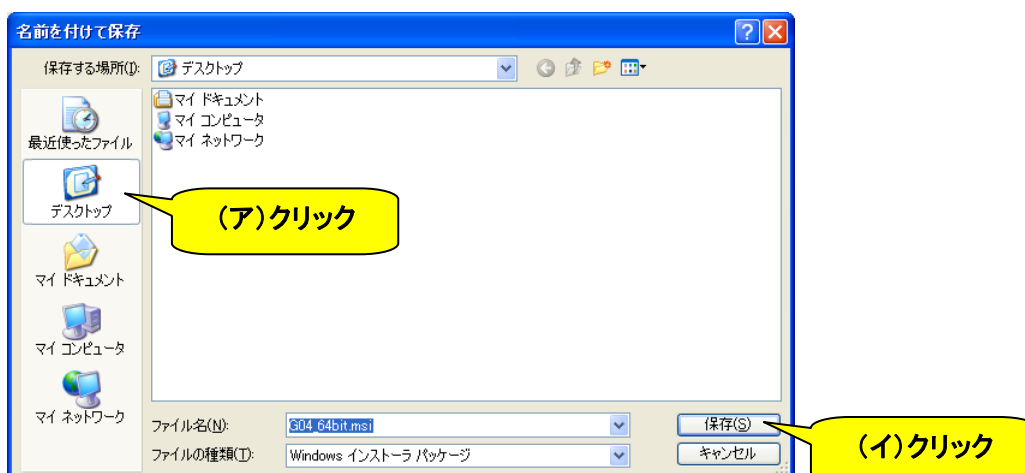 名前を付けて保存
保存する場所(I):
デスクトップ
マイ ドキュメント
マイ コンピュータ
マイ ネットワーク
最近使ったファイル
デスクトップ
マイ ドキュメント
マイ コンピュータ
マイ ネットワーク
(ア)クリック
ファイル名(N):
G04_64bit.msi
保存(S)
ファイルの種類(T):
Windows インストーラ パッケージ
キャンセル
(イ)クリック